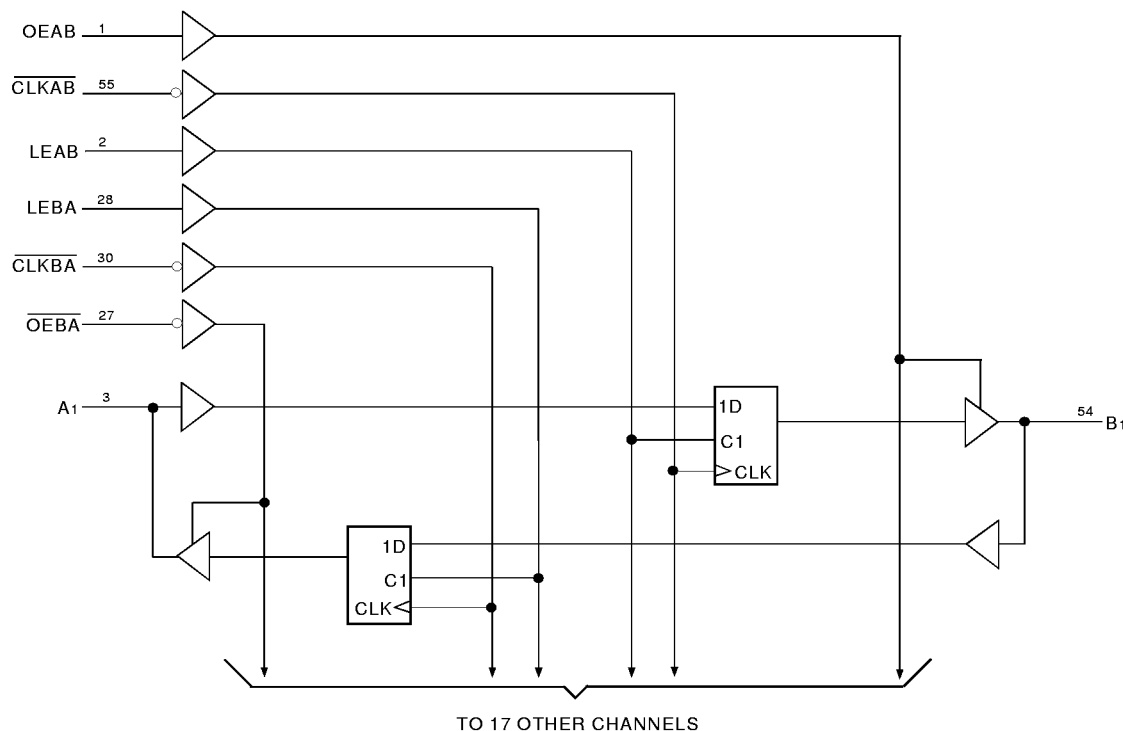 OEAB 1
CLKAB 55
LEAB 2
LEBA 28
CLKBA 30
OEBA 27
A1 3
1D
C1
CLK
54 B1
1D
C1
CLK
TO 17 OTHER CHANNELS